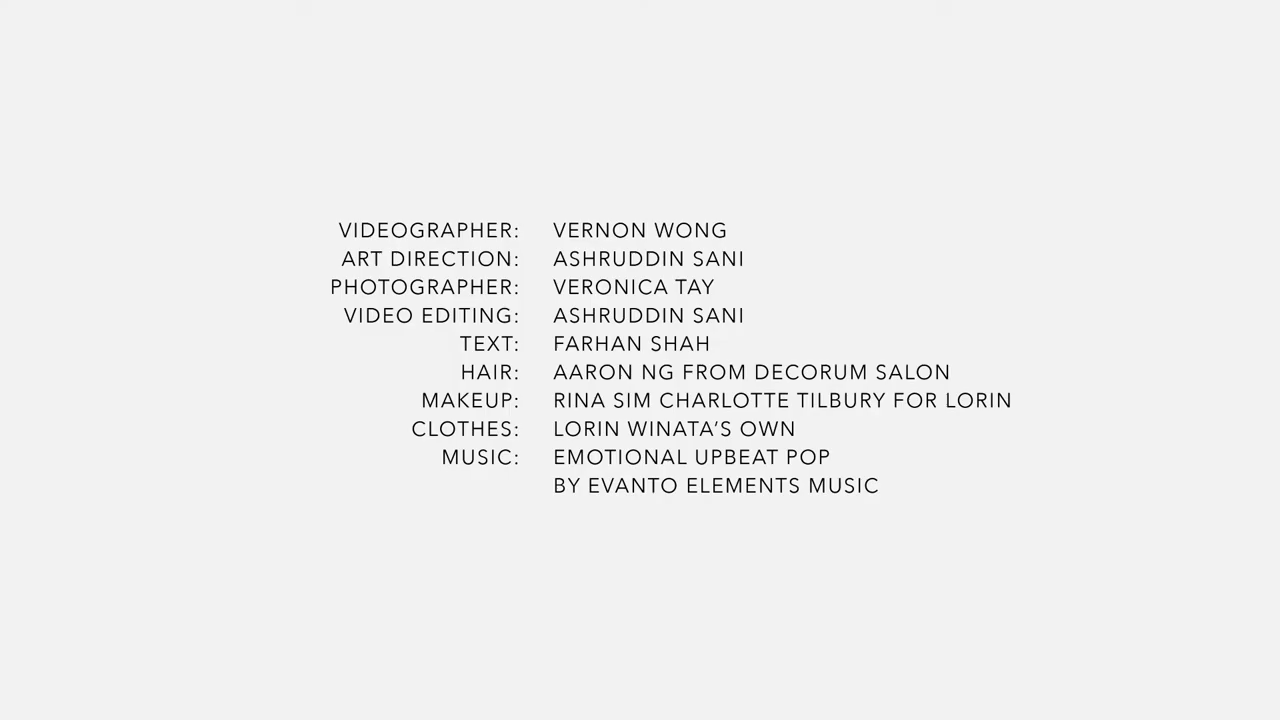 VIDEOGRAPHER: VERNON WONG
ART DIRECTION: ASHRUDDIN SANI
PHOTOGRAPHER: VERONICA TAY
VIDEO EDITING: ASHRUDDIN SANI
TEXT: FARHAN SHAH
HAIR: AARON NG FROM DECORUM SALON
MAKEUP: RINA SIM CHARLOTTE TILBURY FOR LORIN
CLOTHES: LORIN WINATA’S OWN
MUSIC: EMOTIONAL UPBEAT POP
BY EVANTO ELEMENTS MUSIC